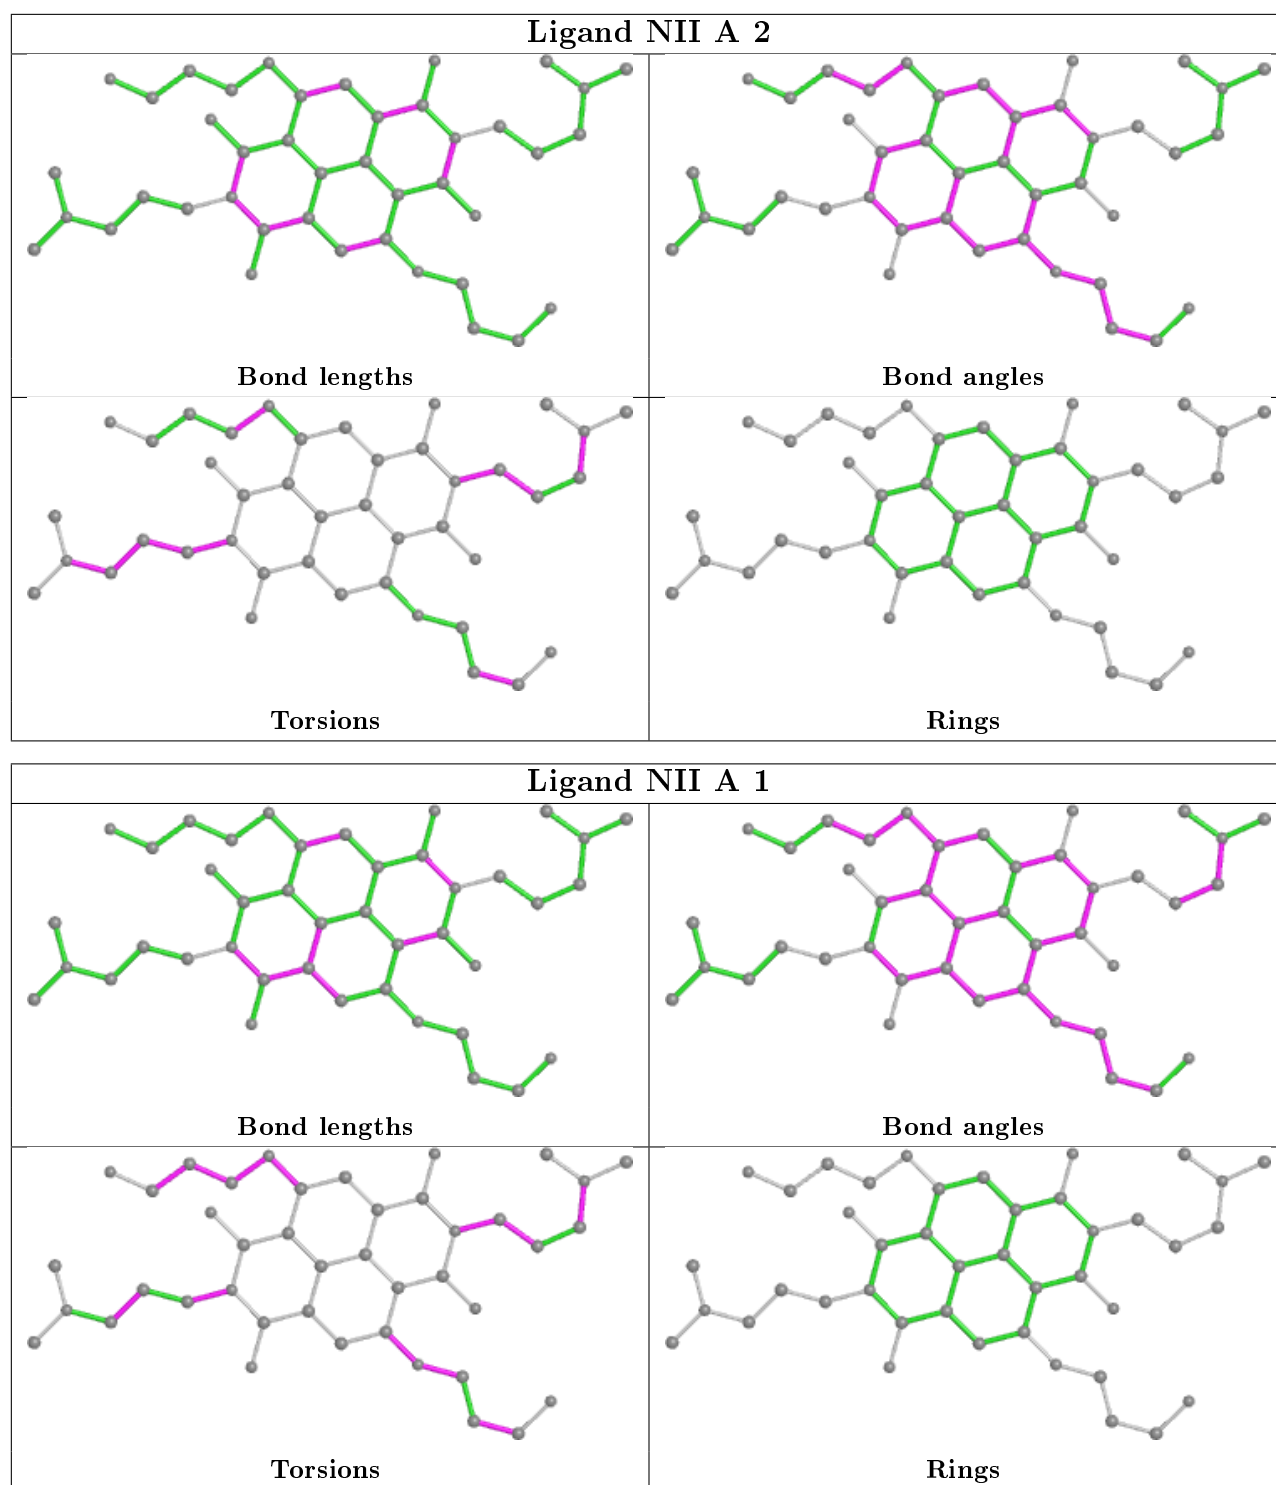 Ligand NII A 2
Bond lengths
Bond angles
Torsions
Rings
Ligand NII A 1
Bond lengths
Bond angles
Torsions
Rings